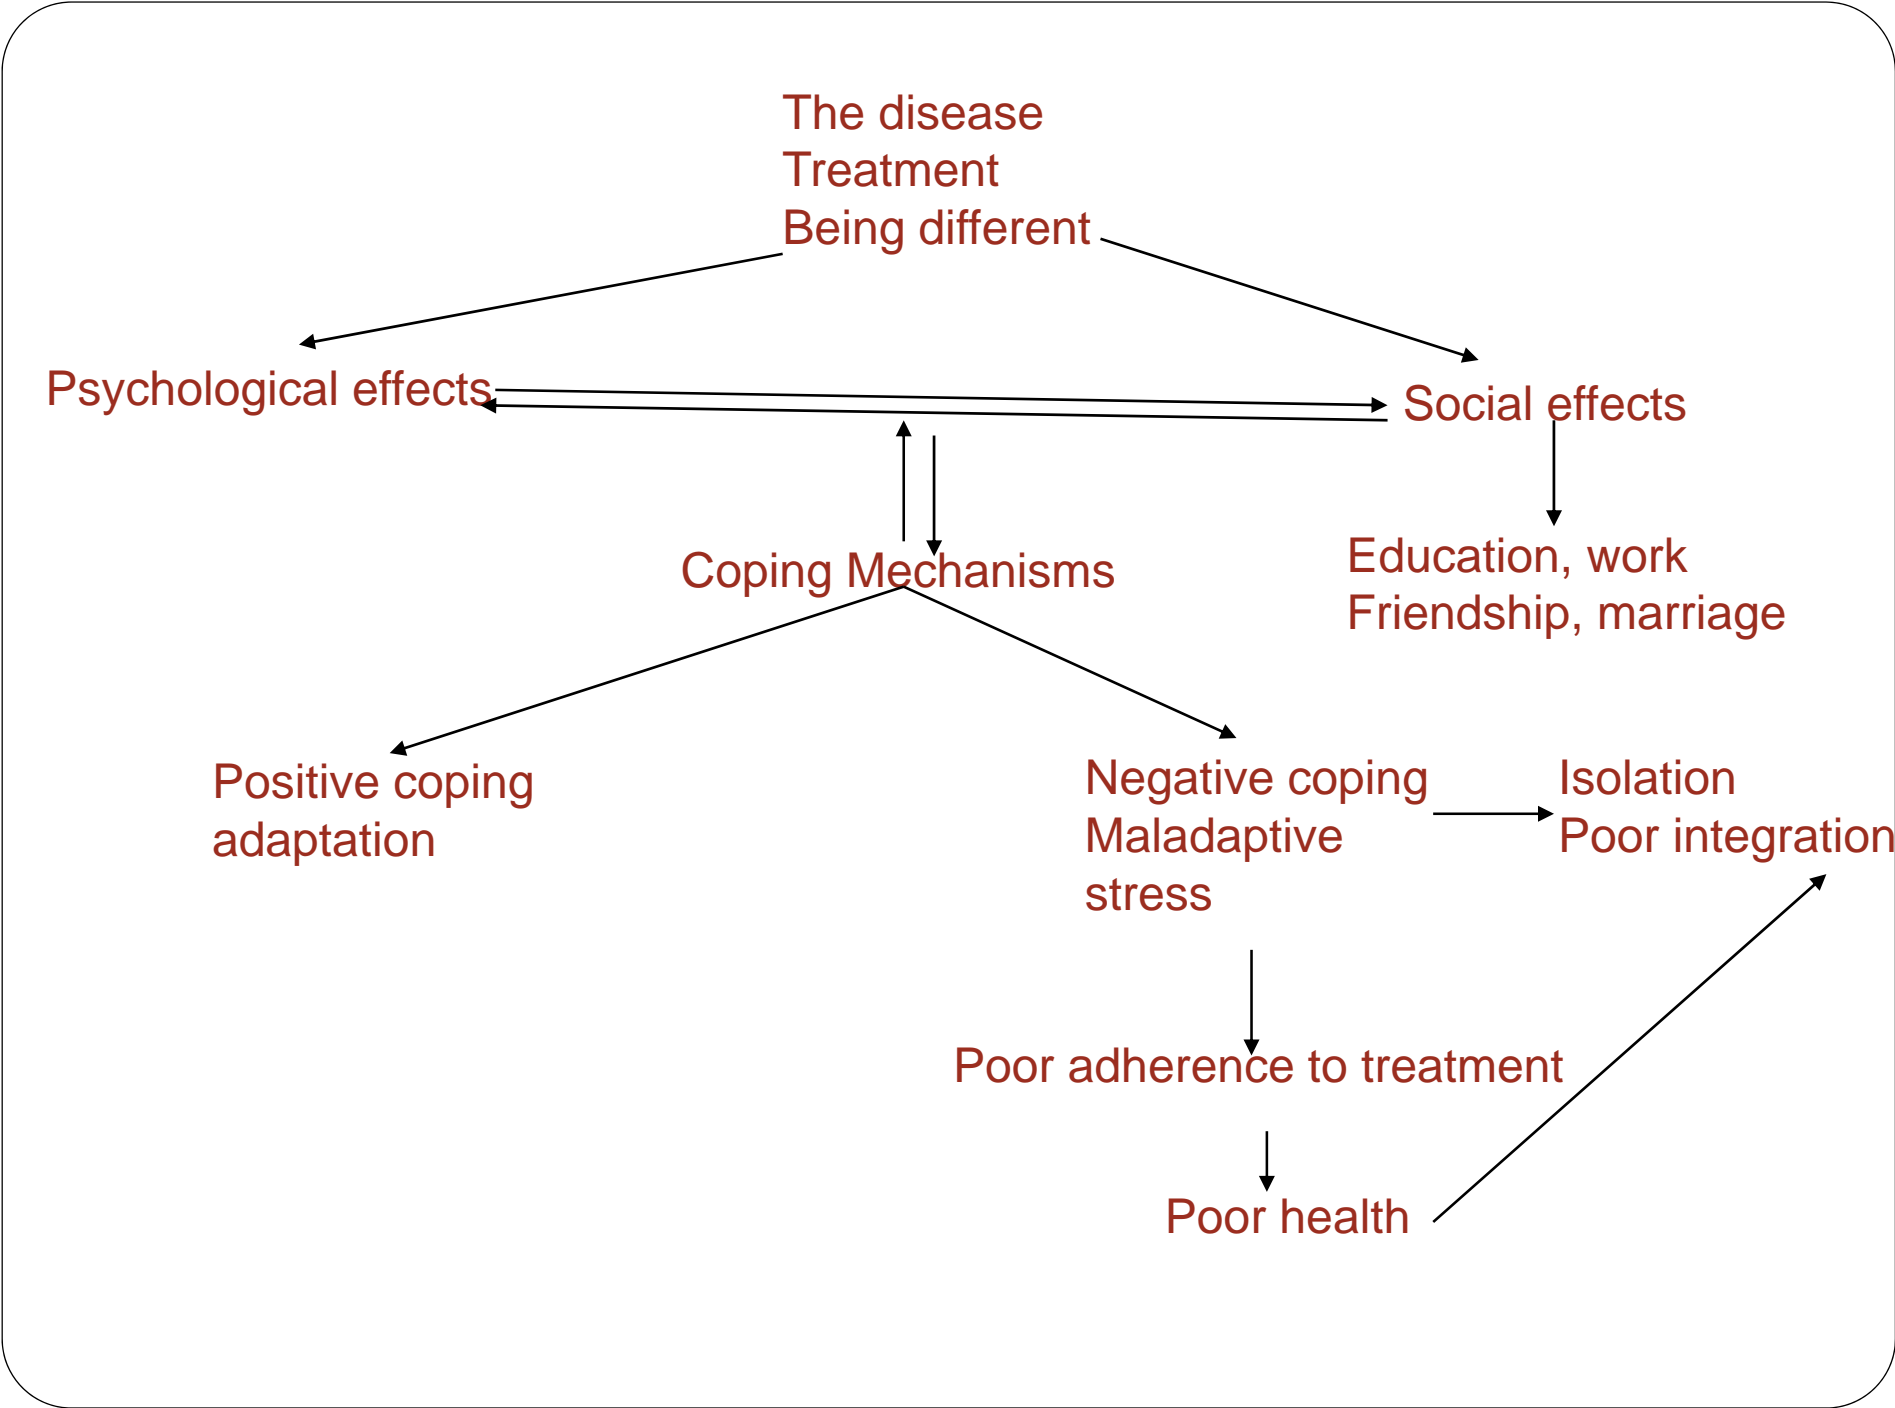 The disease
Treatment
Being different
Psychological effects
Social effects
Coping Mechanisms
Education, work
Friendship, marriage
Positive coping
adaptation
Negative coping
Maladaptive
stress
Isolation
Poor integration
Poor adherence to treatment
Poor health